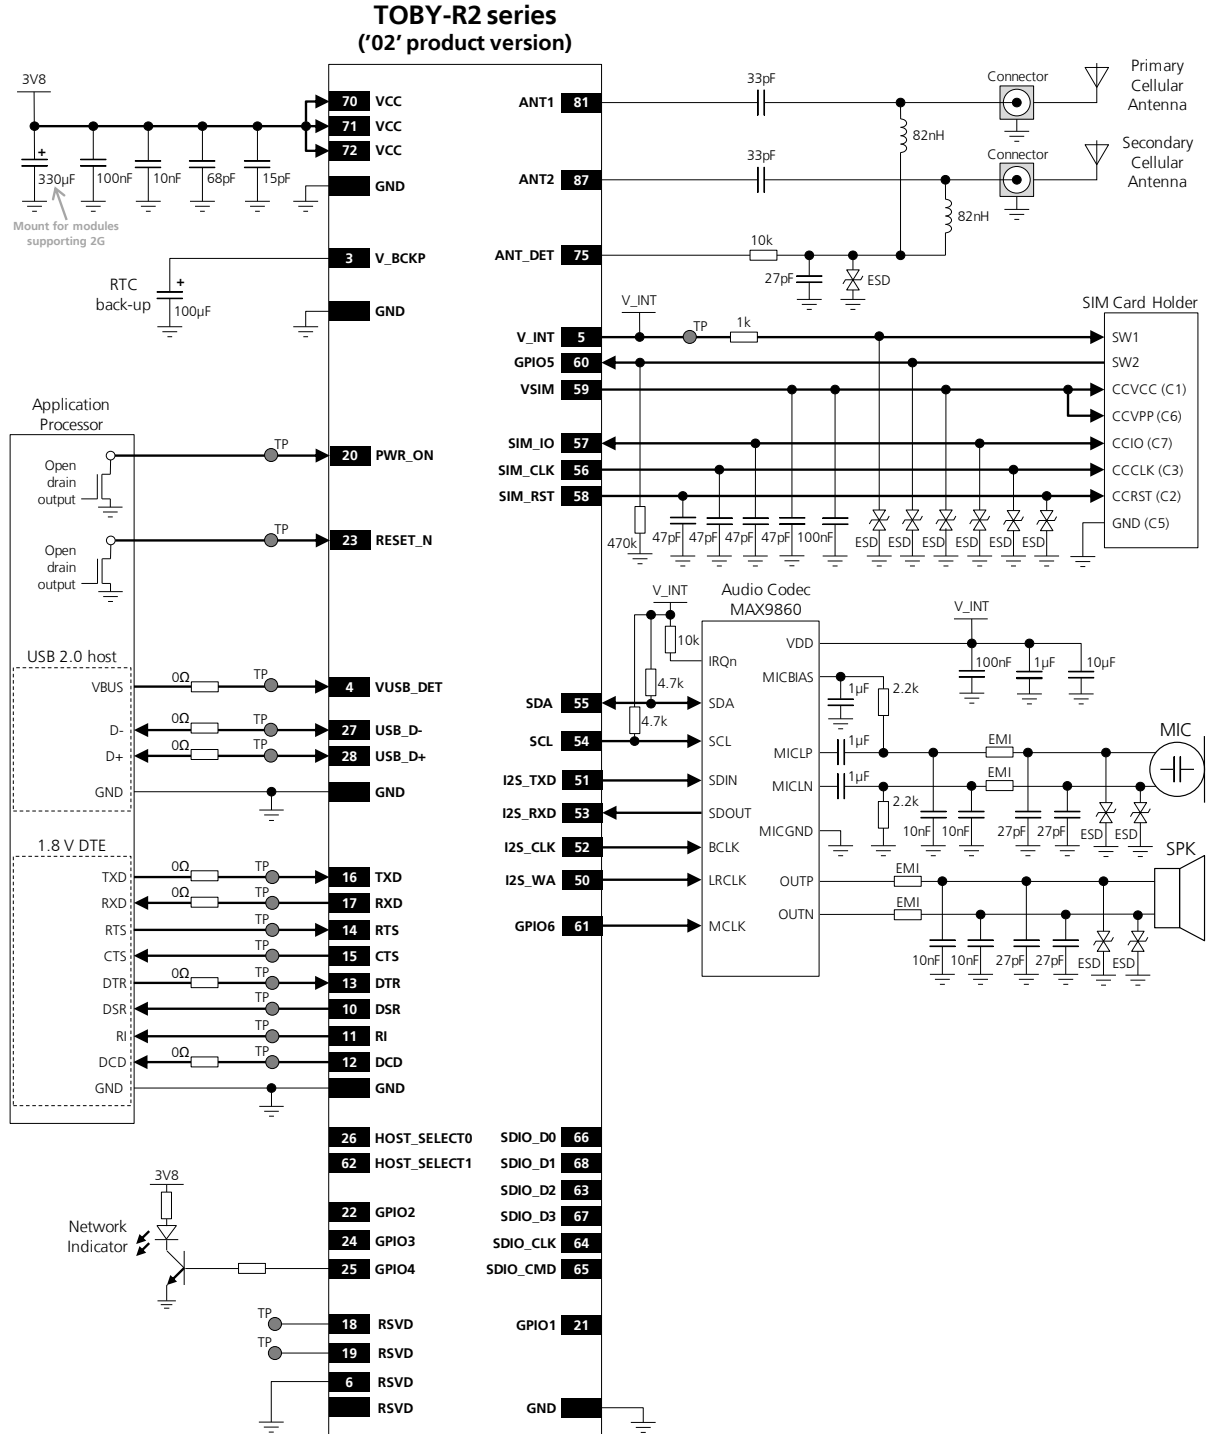 TOBY-R2 series
('02' product version)
3V8
330µF
100nF
10nF
68pF
15pF
Mount for modules
supporting 2G
70 VCC
71 VCC
72 VCC
GND
RTC
back-up
100µF
3 V_BCKP
GND
Application
Processor
Open
drain
output
TP
20 PWR_ON
Open
drain
output
TP
23 RESET_N
USB 2.0 host
VBUS 0Ω TP 4 VUSB_DET
D- 0Ω TP 27 USB_D-
D+ 0Ω TP 28 USB_D+
GND GND
1.8 V DTE
TXD 0Ω TP 16 TXD
RXD 0Ω TP 17 RXD
RTS TP 14 RTS
CTS TP 15 CTS
DTR 0Ω TP 13 DTR
DSR TP 10 DSR
RI TP 11 RI
DCD 0Ω TP 12 DCD
GND GND
26 HOST_SELECT0
62 HOST_SELECT1
3V8
Network
Indicator
22 GPIO2
24 GPIO3
25 GPIO4
TP 18 RSVD
TP 19 RSVD
6 RSVD
RSVD
ANT1 81
33pF
Connector
Primary
Cellular
Antenna
82nH
ANT2 87
33pF
Connector
Secondary
Cellular
Antenna
82nH
ANT_DET 75
10k
27pF
ESD
V_INT
SIM Card Holder
V_INT 5 TP 1k SW1
GPIO5 60 SW2
VSIM 59 CCVCC (C1)
CCVPP (C6)
SIM_IO 57 CCIO (C7)
SIM_CLK 56 CCCLK (C3)
SIM_RST 58 CCRST (C2)
GND (C5)
470k 47pF 47pF 47pF 47pF 100nF ESD ESD ESD ESD ESD ESD
V_INT
10k
4.7k
4.7k
Audio Codec
MAX9860
IRQn
SDA 55 SDA
SCL 54 SCL
I2S_TXD 51 SDIN
I2S_RXD 53 SDOUT
I2S_CLK 52 BCLK
I2S_WA 50 LRCLK
GPIO6 61 MCLK
V_INT
VDD
100nF 1µF 10µF
MICBIAS
1µF
2.2k
MICLP 1µF EMI
MIC
MICLN 1µF EMI
2.2k
10nF 10nF 27pF 27pF ESD ESD
MICGND
SPK
OUTP EMI
OUTN EMI
10nF 10nF 27pF 27pF ESD ESD
SDIO_D0 66
SDIO_D1 68
SDIO_D2 63
SDIO_D3 67
SDIO_CLK 64
SDIO_CMD 65
GPIO1 21
GND